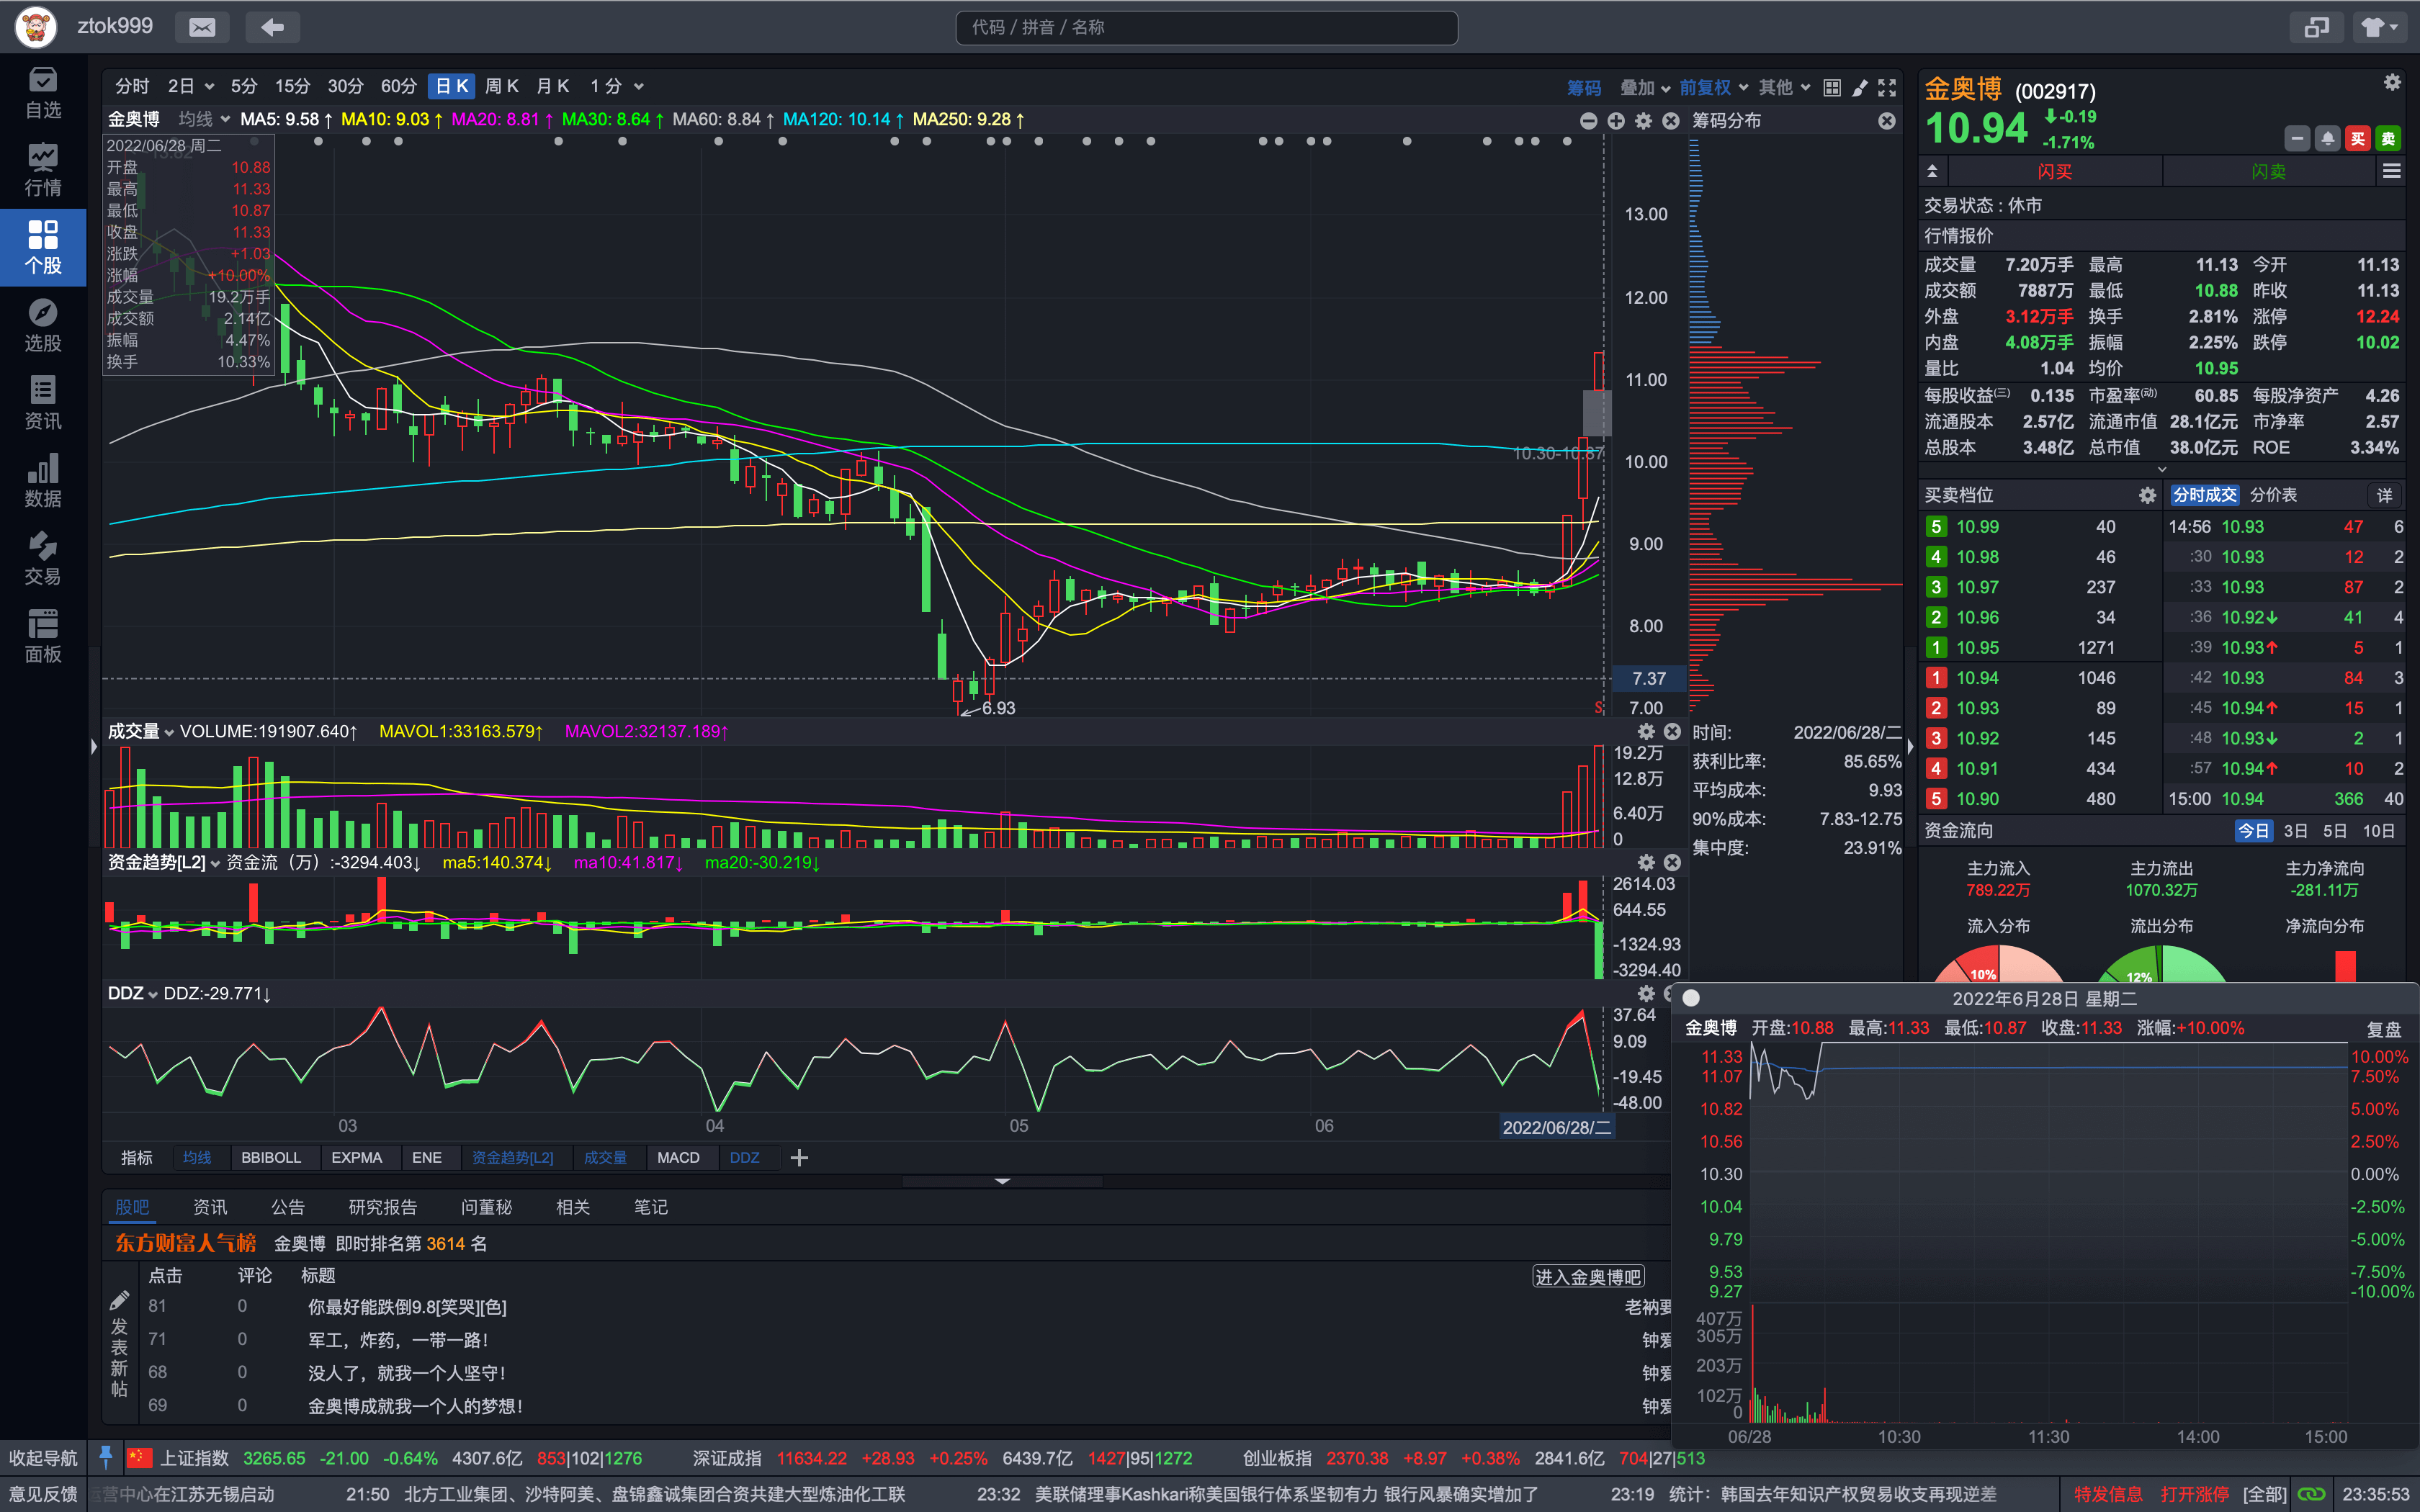 ztok999
代码 / 拼音 / 名称
自选
行情
个股
选股
资讯
数据
交易
面板
分时 2日 5分 15分 30分 60分 日K 周K 月K 1分 筹码 叠加 前复权 其他
金奥博 均线 MA5: 9.58↑ MA10: 9.03↑ MA20: 8.81↑ MA30: 8.64↑ MA60: 8.84↑ MA120: 10.14↑ MA250: 9.28↑
2022/06/28 周二
开盘 10.88
最高 11.33
最低 10.87
收盘 11.33
涨跌 +1.03
涨幅 +10.00%
成交量 19.2万手
成交额 2.14亿
振幅 4.47%
换手 10.33%
13.00
12.00
11.00
10.00
9.00
8.00
7.37
7.00
10.30-10.87
6.93
S
筹码分布
时间: 2022/06/28/二
获利比率: 85.65%
平均成本: 9.93
90%成本: 7.83-12.75
集中度: 23.91%
成交量 VOLUME:191907.640↑ MAVOL1:33163.579↑ MAVOL2:32137.189↑
19.2万
12.8万
6.40万
0
资金趋势[L2] 资金流（万）:-3294.403↓ ma5:140.374↓ ma10:41.817↓ ma20:-30.219↓
2614.03
644.55
-1324.93
-3294.40
DDZ DDZ:-29.771↓
37.64
9.09
-19.45
-48.00
03 04 05 06 2022/06/28/二
指标 均线 BBIBOLL EXPMA ENE 资金趋势[L2] 成交量 MACD DDZ
股吧 资讯 公告 研究报告 问董秘 相关 笔记
东方财富人气榜 金奥博 即时排名第 3614 名
点击 评论 标题 进入金奥博吧
81 0 你最好能跌倒9.8[笑哭][色] 老衲要
71 0 军工，炸药，一带一路！ 钟爱
68 0 没人了，就我一个人坚守！ 钟爱
69 0 金奥博成就我一个人的梦想！ 钟爱
发表新帖
金奥博 (002917)
10.94 -0.19
-1.71%
买 卖
闪买 闪卖
交易状态 : 休市
行情报价
成交量 7.20万手 最高 11.13 今开 11.13
成交额 7887万 最低 10.88 昨收 11.13
外盘 3.12万手 换手 2.81% 涨停 12.24
内盘 4.08万手 振幅 2.25% 跌停 10.02
量比 1.04 均价 10.95
每股收益(三) 0.135 市盈率(动) 60.85 每股净资产 4.26
流通股本 2.57亿 流通市值 28.1亿元 市净率 2.57
总股本 3.48亿 总市值 38.0亿元 ROE 3.34%
买卖档位 分时成交 分价表 详
5 10.99 40
4 10.98 46
3 10.97 237
2 10.96 34
1 10.95 1271
1 10.94 1046
2 10.93 89
3 10.92 145
4 10.91 434
5 10.90 480
14:56 10.93 47 6
:30 10.93 12 2
:33 10.93 87 2
:36 10.92↓ 41 4
:39 10.93↑ 5 1
:42 10.93 84 3
:45 10.94↑ 15 1
:48 10.93↓ 2 1
:57 10.94↑ 10 2
15:00 10.94 366 40
资金流向 今日 3日 5日 10日
主力流入 主力流出 主力净流向
789.22万 1070.32万 -281.11万
流入分布 流出分布 净流向分布
10% 12%
2022年6月28日 星期二
金奥博 开盘:10.88 最高:11.33 最低:10.87 收盘:11.33 涨幅:+10.00% 复盘
11.33 10.00%
11.07 7.50%
10.82 5.00%
10.56 2.50%
10.30 0.00%
10.04 -2.50%
9.79 -5.00%
9.53 -7.50%
9.27 -10.00%
407万
305万
203万
102万
0
06/28 10:30 11:30 14:00 15:00
收起导航 上证指数 3265.65 -21.00 -0.64% 4307.6亿 853|102|1276 深证成指 11634.22 +28.93 +0.25% 6439.7亿 1427|95|1272 创业板指 2370.38 +8.97 +0.38% 2841.6亿 704|27|513
意见反馈 运营中心在江苏无锡启动 21:50 北方工业集团、沙特阿美、盘锦鑫诚集团合资共建大型炼油化工联 23:32 美联储理事Kashkari称美国银行体系坚韧有力 银行风暴确实增加了 23:19 统计：韩国去年知识产权贸易收支再现逆差 特发信息 打开涨停 [全部] 23:35:53